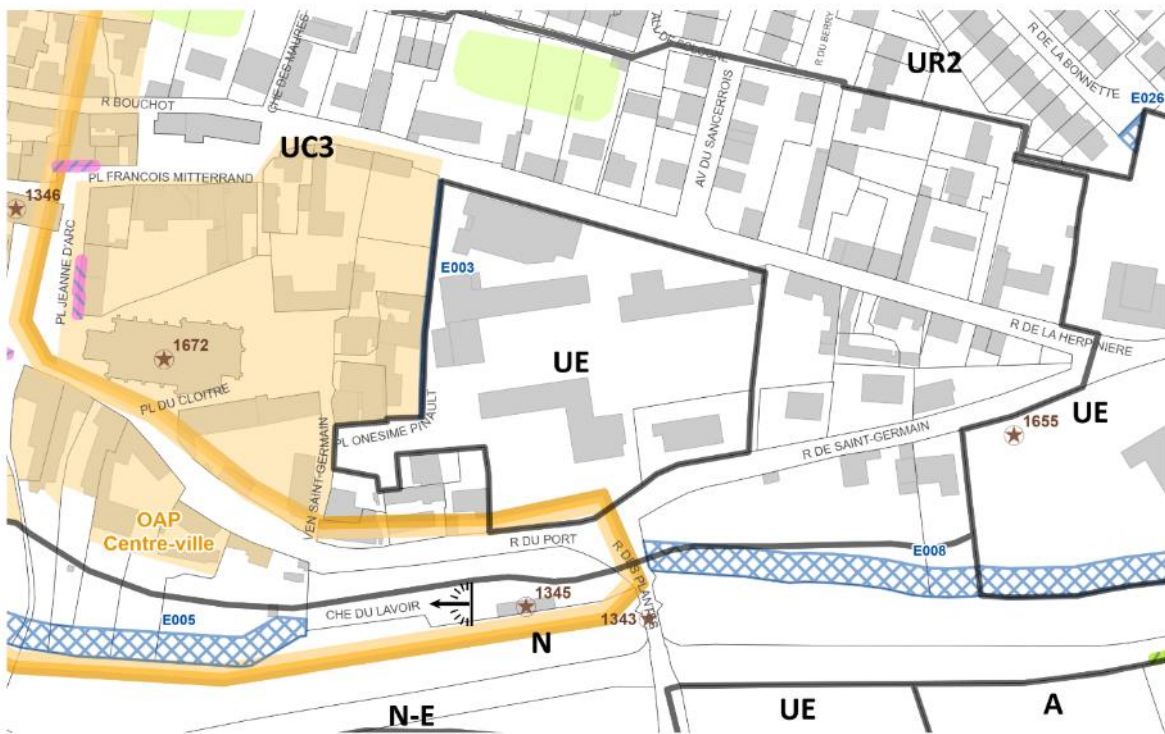 R DE LA BONNETTE
R DU BERRY
UR2
E026
CHE DES MAURES
R BOUCHOT
AV DU SANCERROIS
UC3
PL FRANCOIS MITTERRAND
1346
PL JEANNE D'ARC
E003
1672
R DE LA HERPINIERE
UE
PL DU CLOITRE
UE
PL ONESIME PIVAULT
1655
R DE SAINT-GERMAIN
VEN SAINT-GERMAIN
OAP
Centre-ville
R DU PORT
R DES PLANTES
E008
CHE DU LAVOIR
1345
E005
1343
N
N-E
UE
A